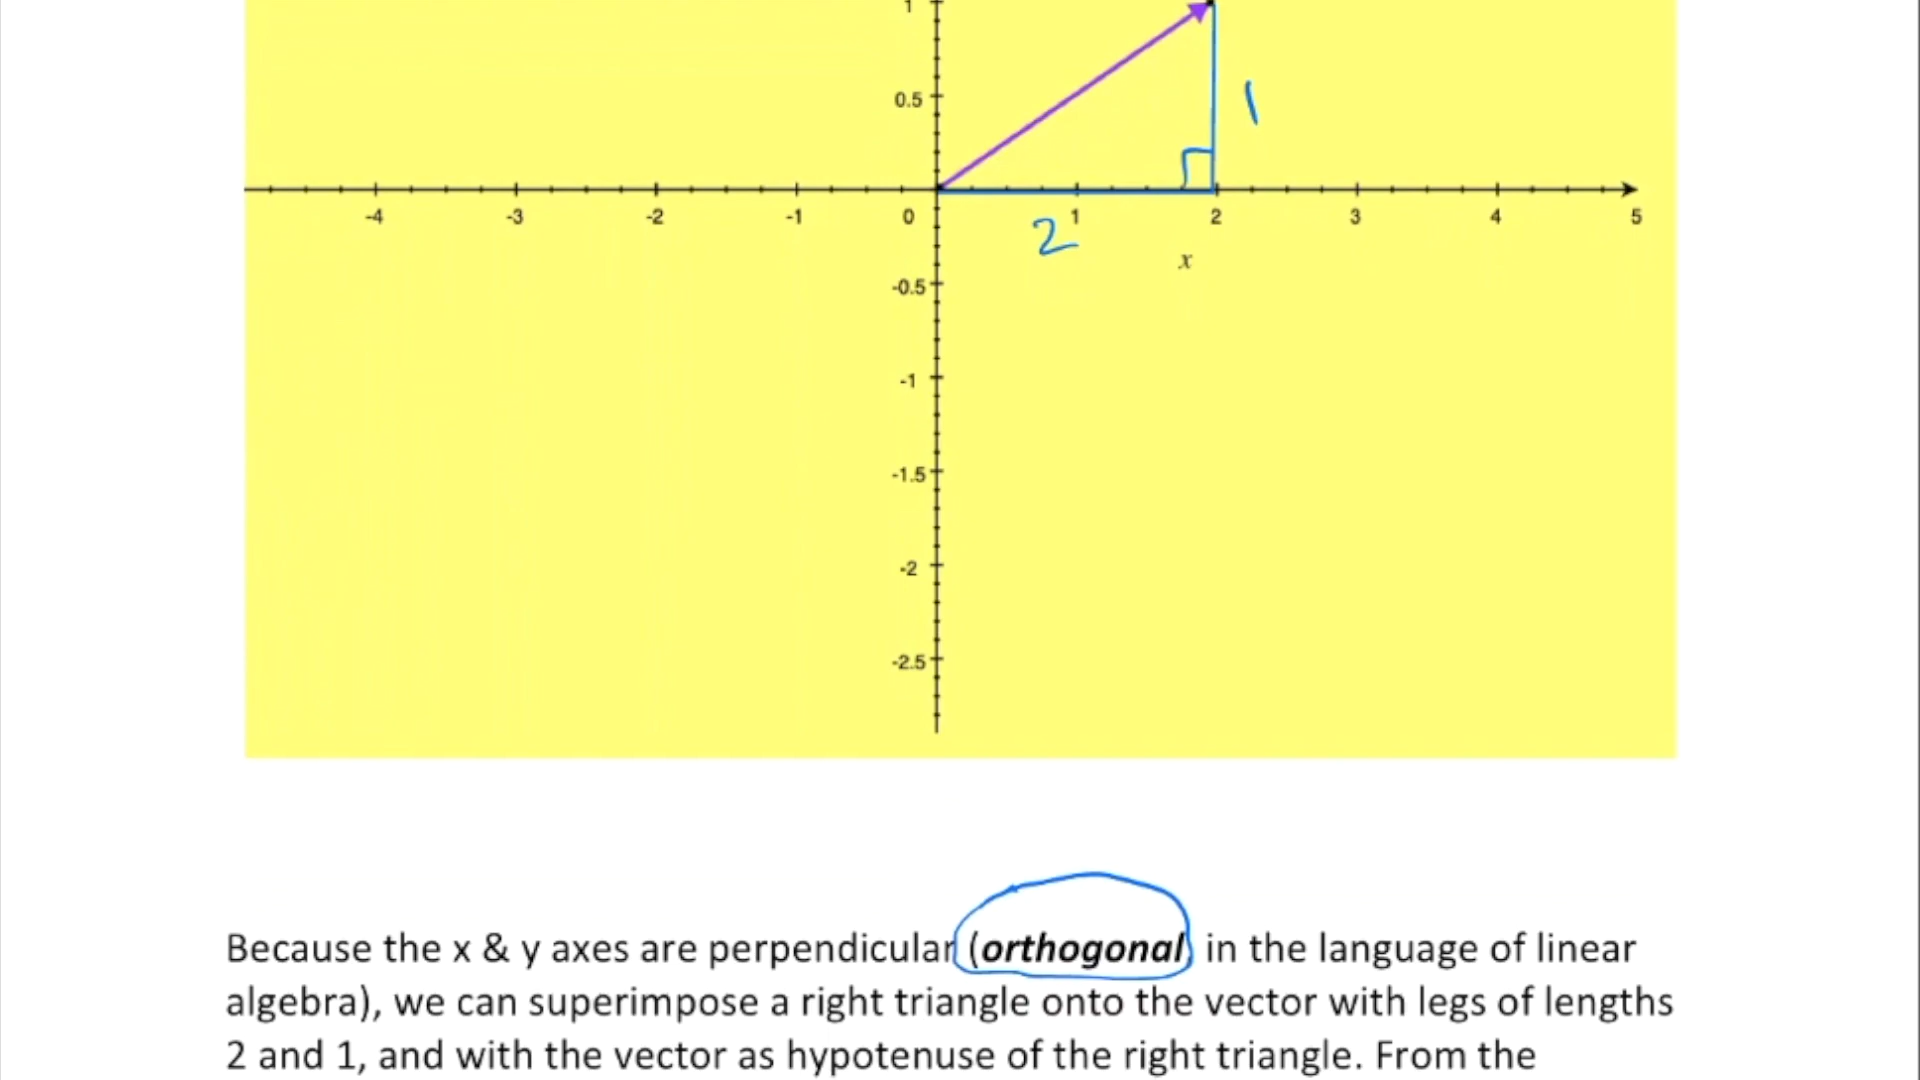 1
0.5
1
-4 -3 -2 -1 0 1 2 3 4 5
2
x
-0.5
-1
-1.5
-2
-2.5
Because the x & y axes are perpendicular (orthogonal in the language of linear
algebra), we can superimpose a right triangle onto the vector with legs of lengths
2 and 1, and with the vector as hypotenuse of the right triangle. From the